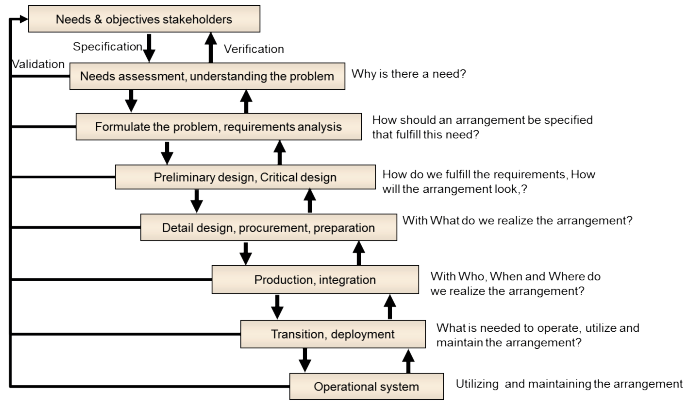 Needs & objectives stakeholders
Specification
Verification
Validation
Needs assessment, understanding the problem
Why is there a need?
Formulate the problem, requirements analysis
How should an arrangement be specified
that fulfill this need?
Preliminary design, Critical design
How do we fulfill the requirements, How
will the arrangement look,?
Detail design, procurement, preparation
With What do we realize the arrangement?
Production, integration
With Who, When and Where do
we realize the arrangement?
Transition, deployment
What is needed to operate, utilize and
maintain the arrangement?
Operational system
Utilizing and maintaining the arrangement